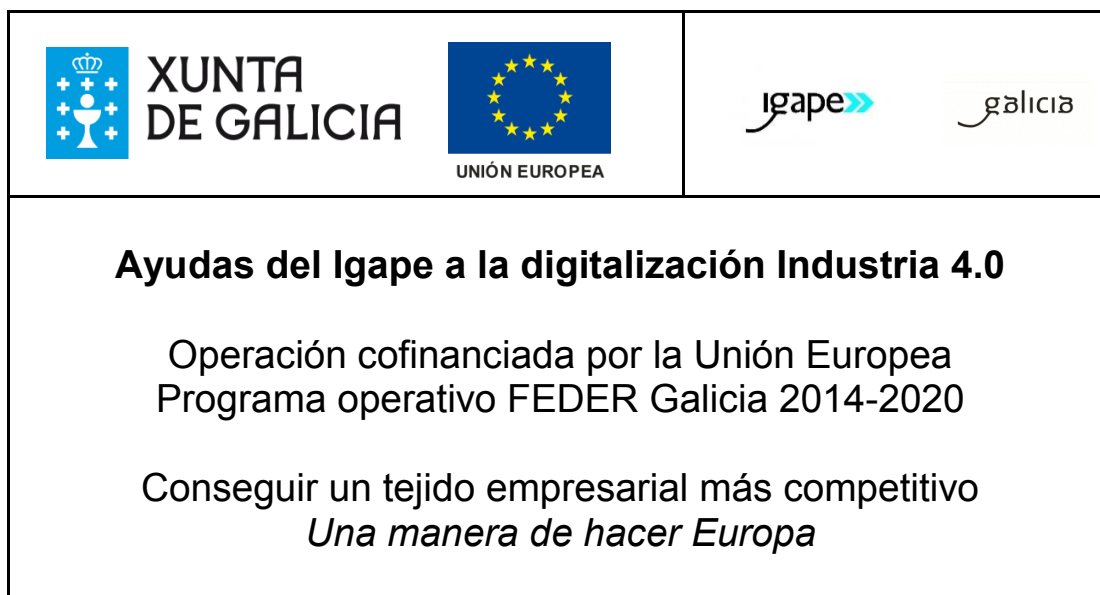 XUNTA
DE GALICIA
UNIÓN EUROPEA
igape
galicia
Ayudas del Igape a la digitalización Industria 4.0
Operación cofinanciada por la Unión Europea
Programa operativo FEDER Galicia 2014-2020
Conseguir un tejido empresarial más competitivo
Una manera de hacer Europa